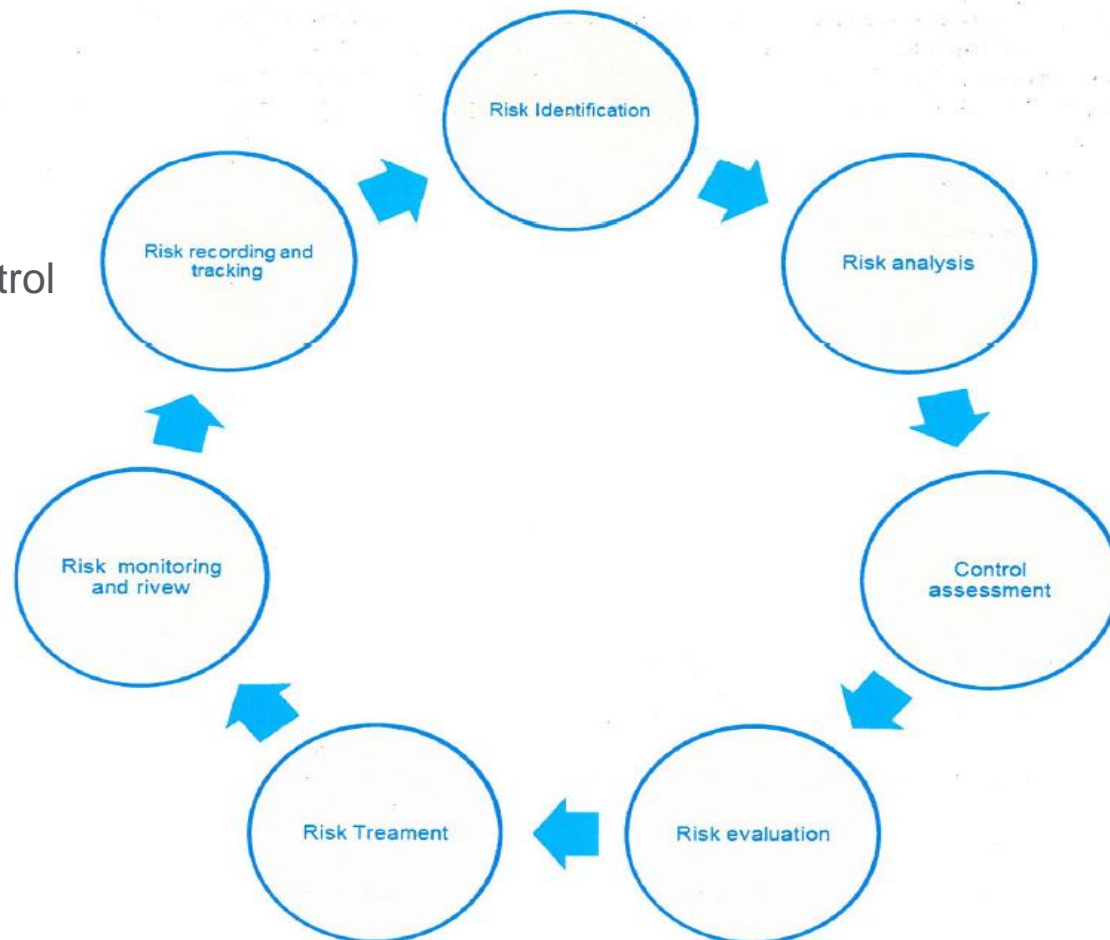 Risk Identification
Risk recording and
tracking
trol
Risk analysis
Risk monitoring
and rivew
Control
assessment
Risk Treament
Risk evaluation